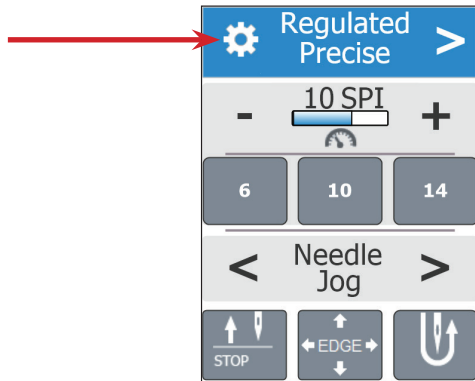 Regulated
Precise >
- 10 SPI +
6 10 14
< Needle
Jog >
STOP
EDGE